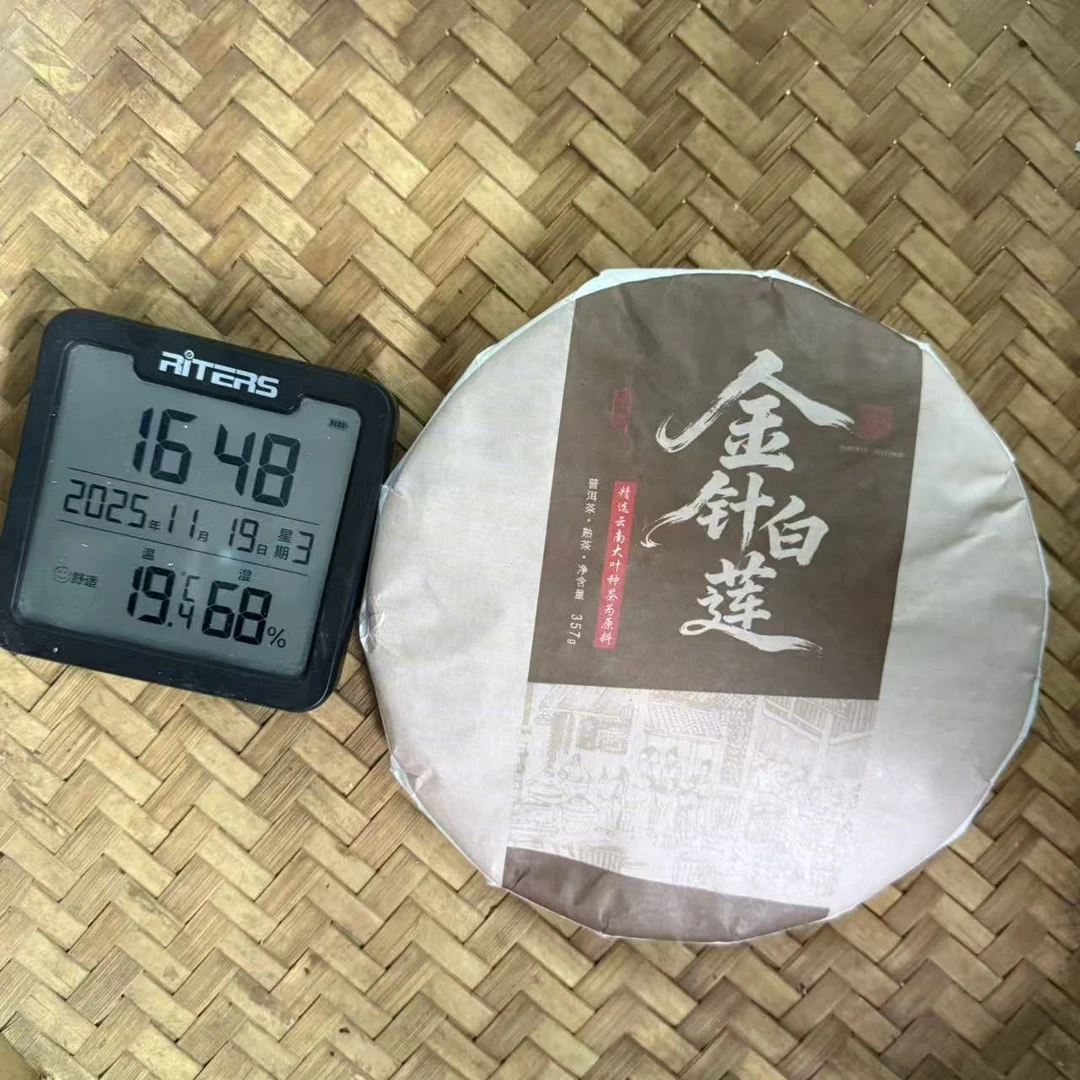 RITERS
16 48
2025年11月19日 星期3
温 湿
舒适 19.4℃ 68%
金针白莲
精选云南大叶种茶为原料
普洱茶·熟茶·净含量 357g